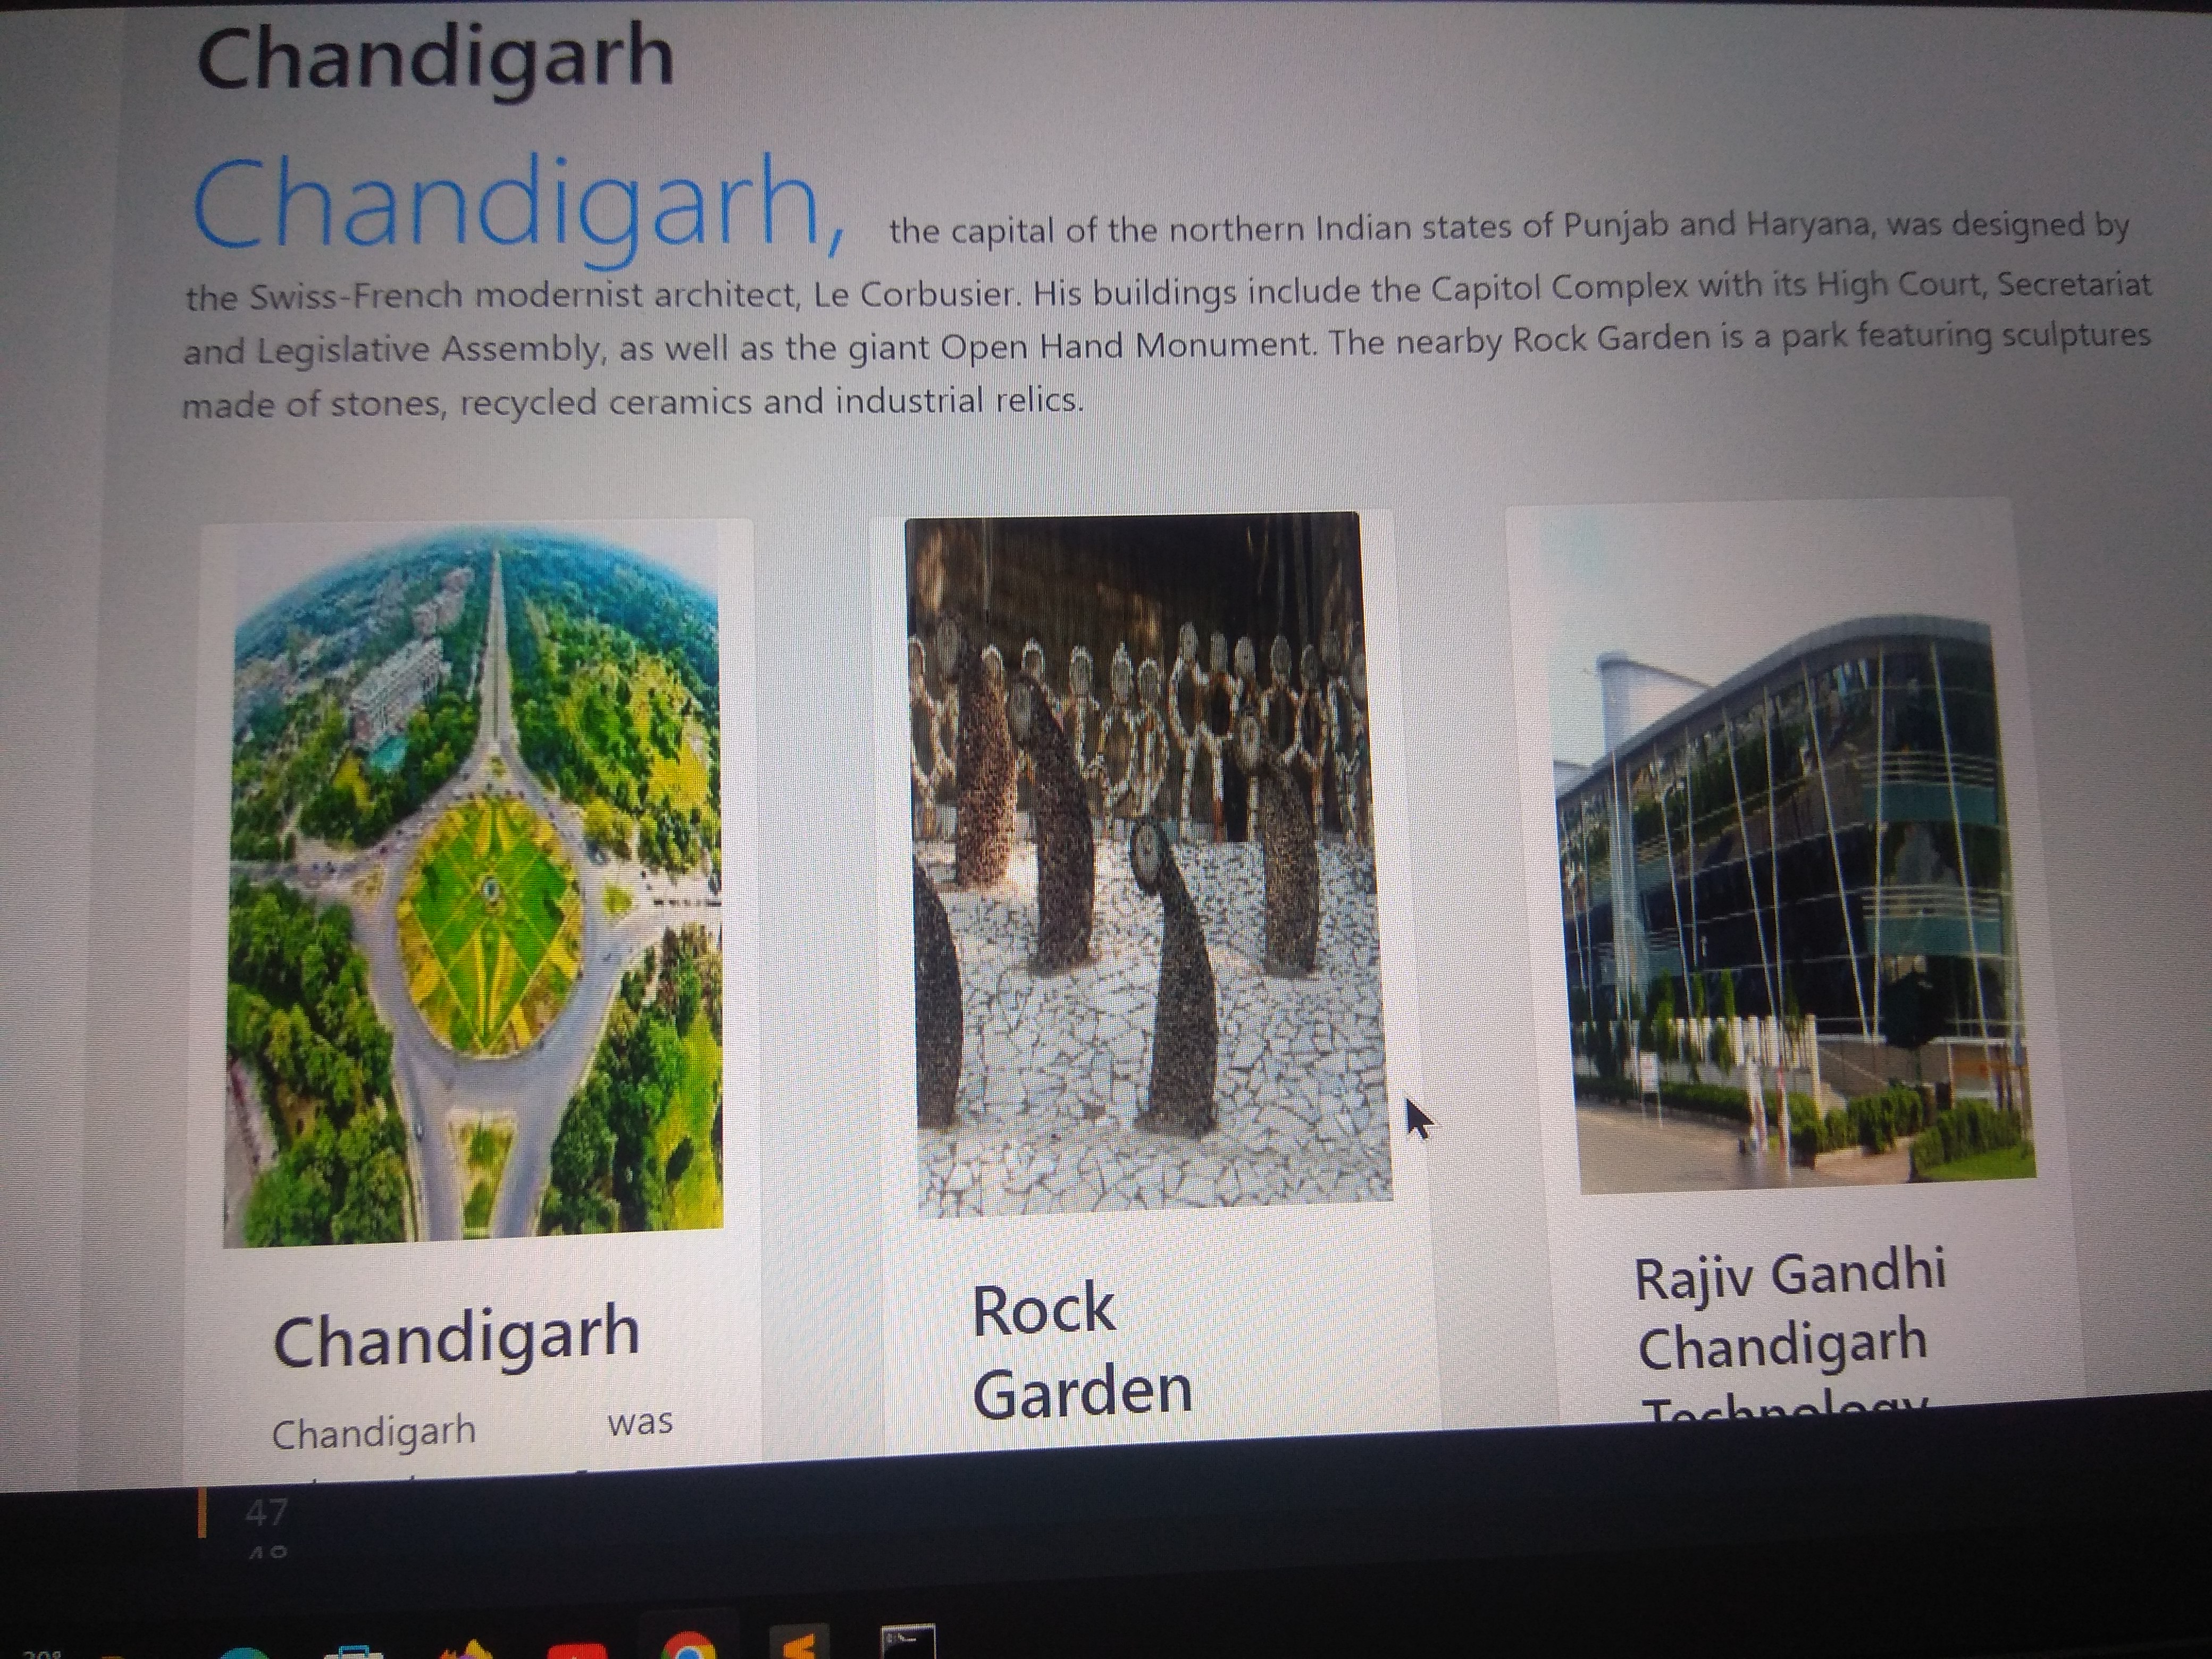 Chandigarh
Chandigarh, the capital of the northern Indian states of Punjab and Haryana, was designed by
the Swiss-French modernist architect, Le Corbusier. His buildings include the Capitol Complex with its High Court, Secretariat
and Legislative Assembly, as well as the giant Open Hand Monument. The nearby Rock Garden is a park featuring sculptures
made of stones, recycled ceramics and industrial relics.
Chandigarh
Chandigarh was
Rock
Garden
Rajiv Gandhi
Chandigarh
Technology
47